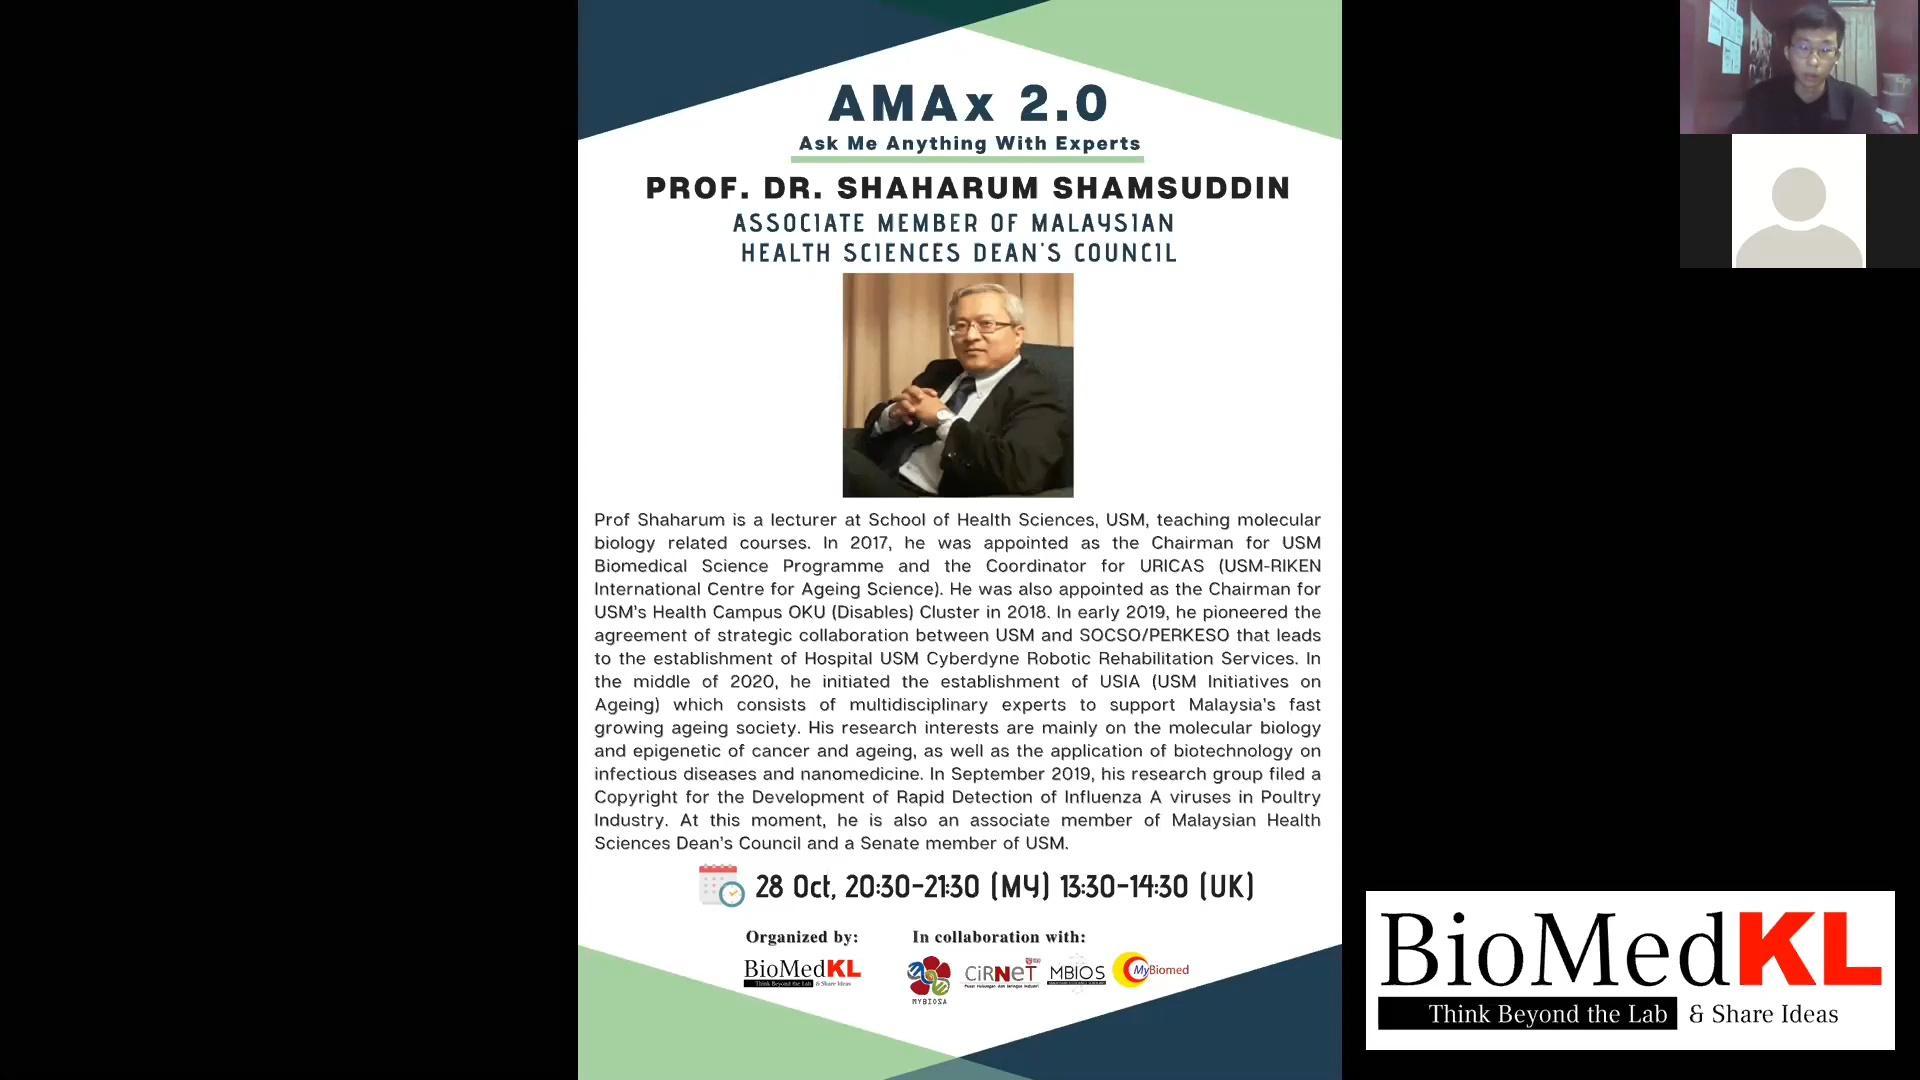 AMAx 2.0
Ask Me Anything With Experts
PROF. DR. SHAHARUM SHAMSUDDIN
ASSOCIATE MEMBER OF MALAYSIAN
HEALTH SCIENCES DEAN'S COUNCIL
Prof Shaharum is a lecturer at School of Health Sciences, USM, teaching molecular
biology related courses. In 2017, he was appointed as the Chairman for USM
Biomedical Science Programme and the Coordinator for URICAS (USM-RIKEN
International Centre for Ageing Science). He was also appointed as the Chairman for
USM's Health Campus OKU (Disables) Cluster in 2018. In early 2019, he pioneered the
agreement of strategic collaboration between USM and SOCSO/PERKESO that leads
to the establishment of Hospital USM Cyberdyne Robotic Rehabilitation Services. In
the middle of 2020, he initiated the establishment of USIA (USM Initiatives on
Ageing) which consists of multidisciplinary experts to support Malaysia's fast
growing ageing society. His research interests are mainly on the molecular biology
and epigenetic of cancer and ageing, as well as the application of biotechnology on
infectious diseases and nanomedicine. In September 2019, his research group filed a
Copyright for the Development of Rapid Detection of Influenza A viruses in Poultry
Industry. At this moment, he is also an associate member of Malaysian Health
Sciences Dean's Council and a Senate member of USM.
28 Oct, 20:30-21:30 (MY) 13:30-14:30 (UK)
Organized by: In collaboration with:
BioMedKL
Think Beyond the Lab & Share Ideas
MYBIOSA
CiRNeT
Pusat Hubungan dan Jaringan Industri
MBIOS
MyBiomed
BioMedKL
Think Beyond the Lab & Share Ideas